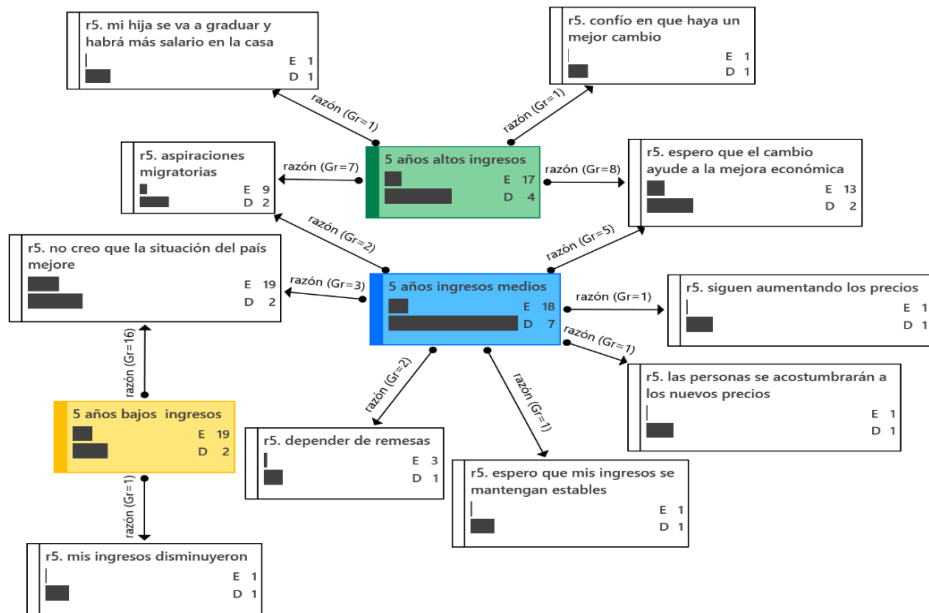 r5. mi hija se va a graduar y
habrá más salario en la casa
E 1
D 1
r5. confío en que haya un
mejor cambio
E 1
D 1
razón (Gr=1)
razón (Gr=1)
r5. aspiraciones
migratorias
E 9
D 2
razón (Gr=7)
5 años altos ingresos
E 17
D 4
razón (Gr=8)
r5. espero que el cambio
ayude a la mejora económica
E 13
D 2
razón (Gr=2)
razón (Gr=5)
r5. no creo que la situación del país
mejore
E 19
D 2
razón (Gr=3)
5 años ingresos medios
E 18
D 7
razón (Gr=1)
r5. siguen aumentando los precios
E 1
D 1
razón (Gr=16)
razón (Gr=2)
razón (Gr=1)
razón (Gr=1)
r5. las personas se acostumbrarán a
los nuevos precios
E 1
D 1
5 años bajos ingresos
E 19
D 2
r5. depender de remesas
E 3
D 1
r5. espero que mis ingresos se
mantengan estables
E 1
D 1
razón (Gr=1)
r5. mis ingresos disminuyeron
E 1
D 1